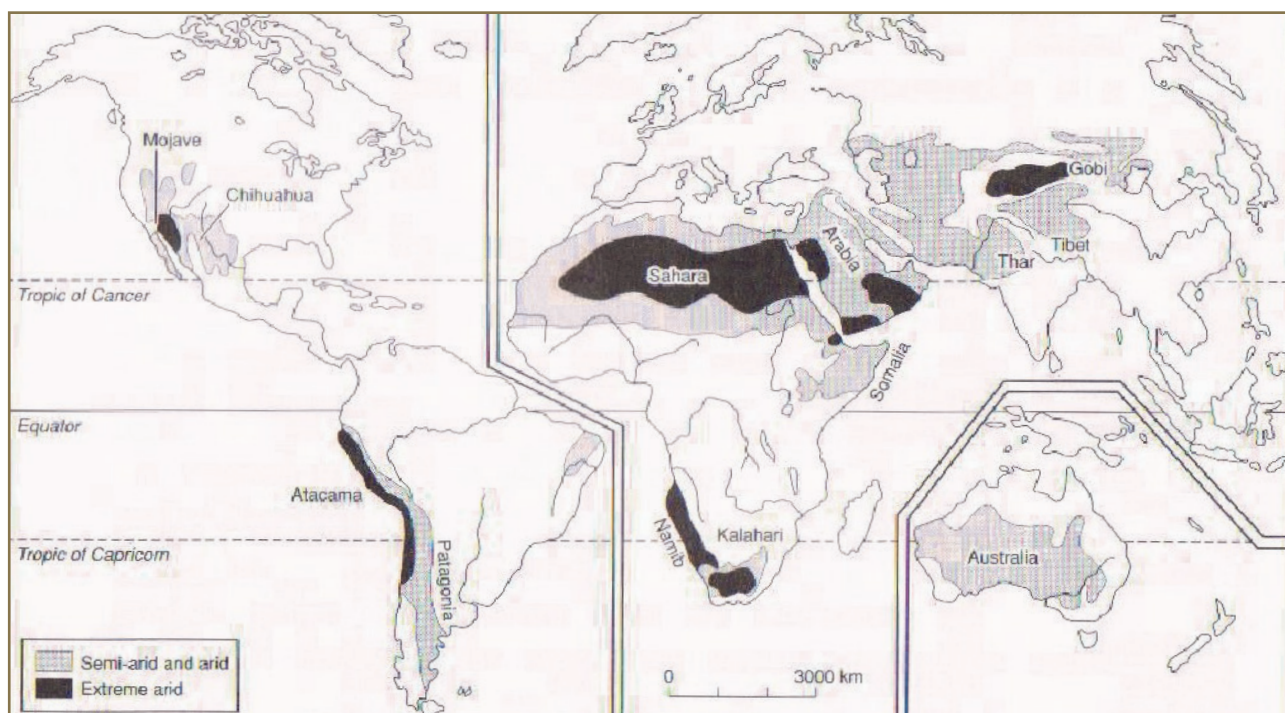 Mojave
Chihuahua
Gobi
Tibet
Thar
Arabia
Sahara
Tropic of Cancer
Somalia
Equator
Atacama
Namib
Kalahari
Australia
Tropic of Capricorn
Patagonia
Semi-arid and arid
Extreme arid
0 3000 km